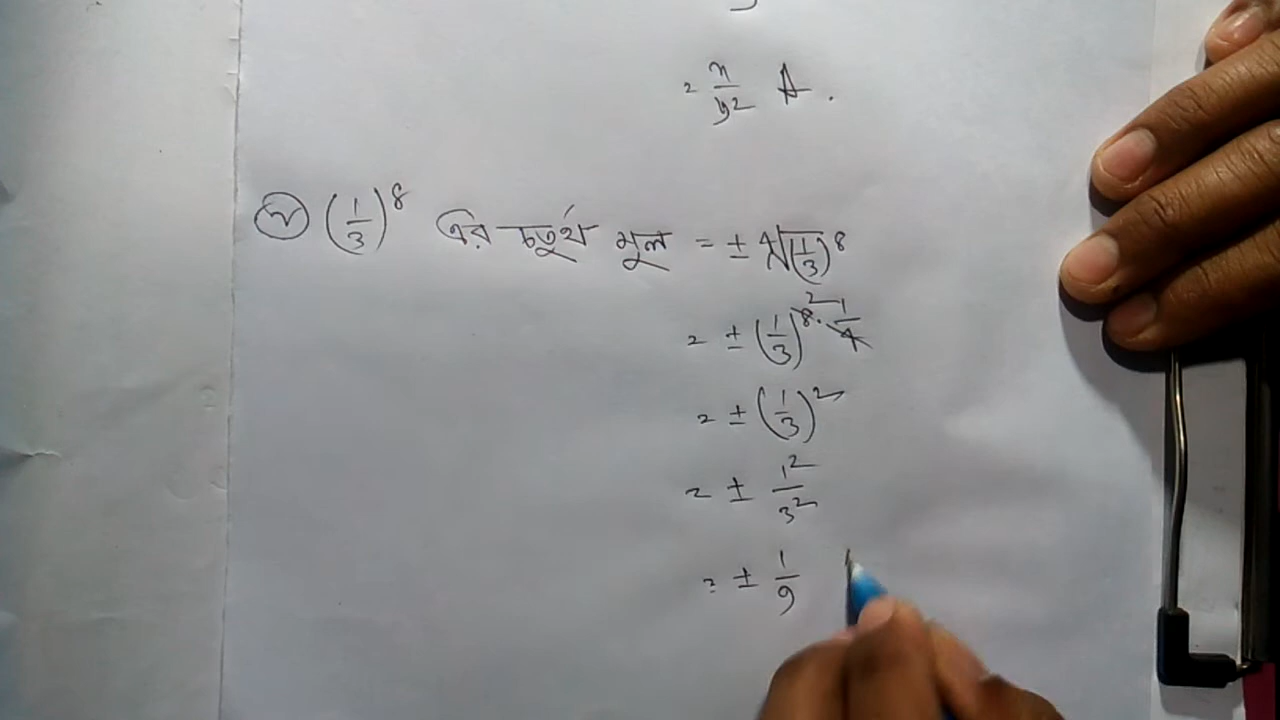 = x/y² A.
(v) (1/3)^8 এর চতুর্থ মূল = ± ∜(1/3)^8
= ± (1/3)^8·1/4 2
= ± (1/3)²
= ± 1²/3²
= ± 1/9